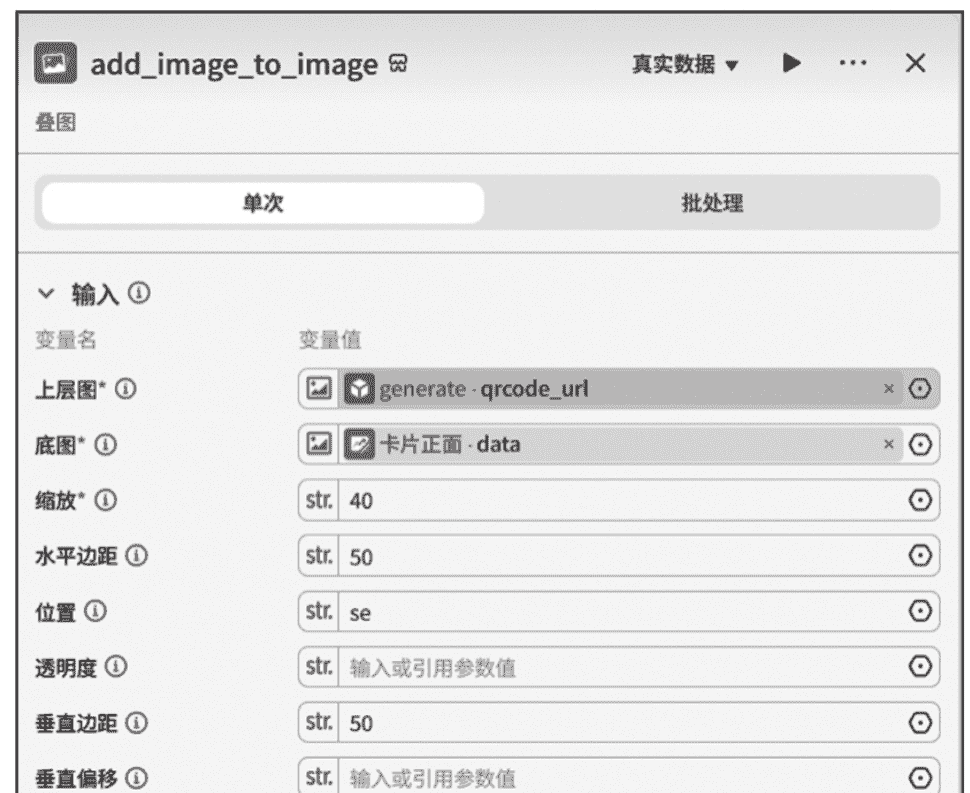 add_image_to_image 真实数据
叠图
单次 批处理
输入
变量名 变量值
上层图* generate · qrcode_url
底图* 卡片正面 · data
缩放* str. 40
水平边距 str. 50
位置 str. se
透明度 str. 输入或引用参数值
垂直边距 str. 50
垂直偏移 str. 输入或引用参数值